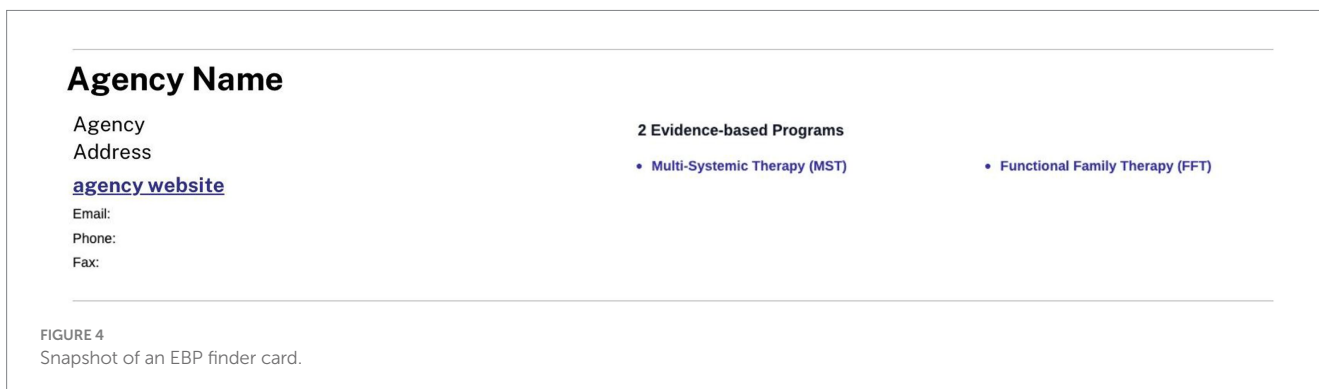 Agency Name
Agency
Address
agency website
Email:
Phone:
Fax:
2 Evidence-based Programs
• Multi-Systemic Therapy (MST)
• Functional Family Therapy (FFT)
FIGURE 4
Snapshot of an EBP finder card.